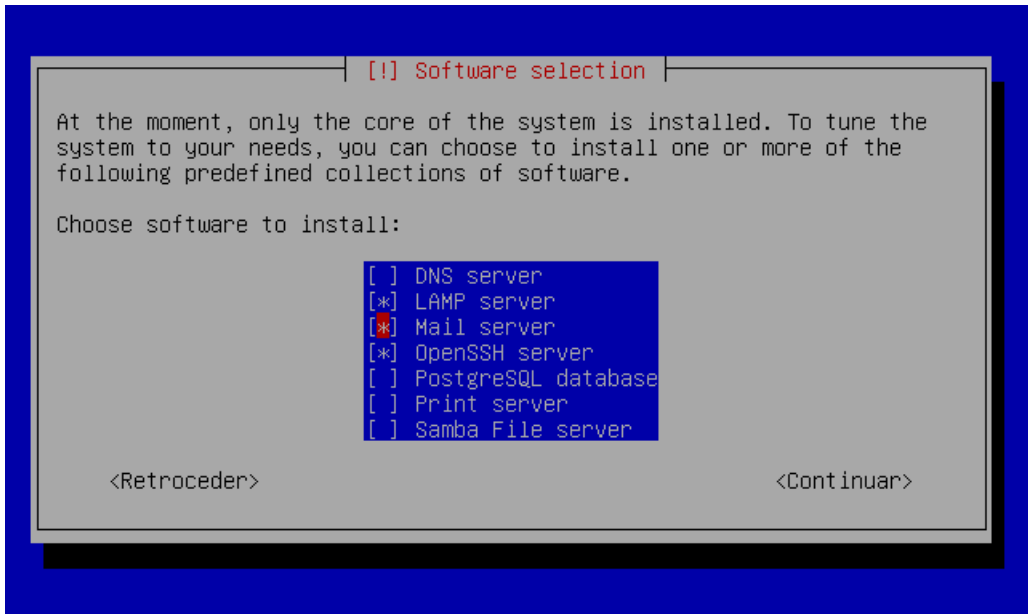 [!] Software selection
At the moment, only the core of the system is installed. To tune the
system to your needs, you can choose to install one or more of the
following predefined collections of software.
Choose software to install:
[ ] DNS server
[*] LAMP server
[*] Mail server
[*] OpenSSH server
[ ] PostgreSQL database
[ ] Print server
[ ] Samba File server
<Retroceder> <Continuar>